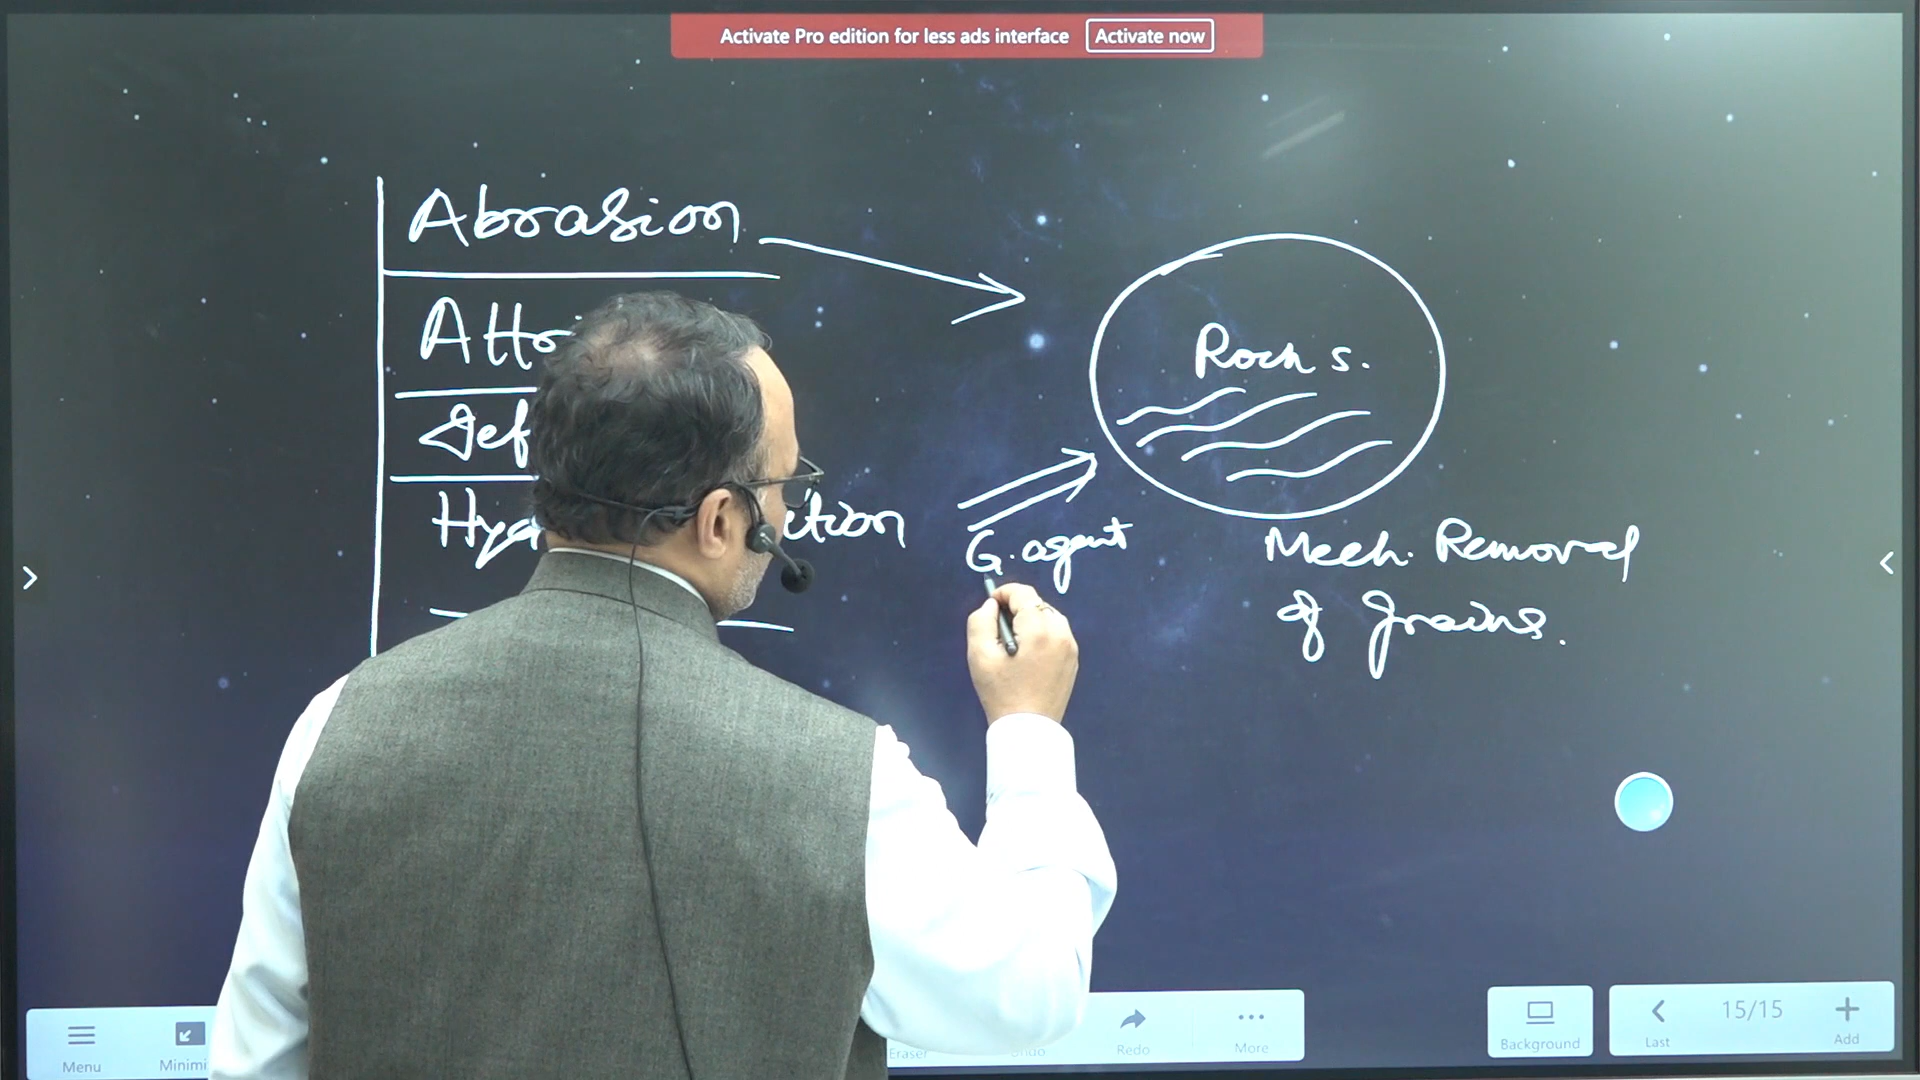 Activate Pro edition for less ads interface Activate now
Abrasion
Rock s.
G. agent
Mech. Removal
of grains.
Menu
Eraser
Redo
More
Background
Last
15/15
Add